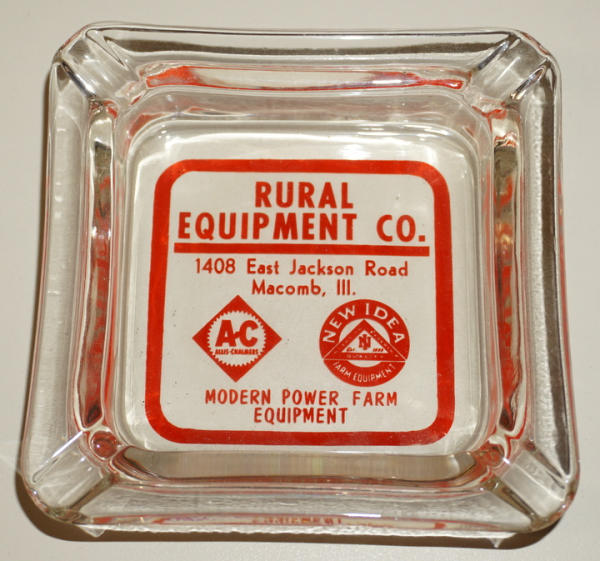 RURAL
EQUIPMENT CO.
1408 East Jackson Road
Macomb, Ill.
A-C
ALLIS-CHALMERS
NEW IDEA
QUALITY
FARM EQUIPMENT
MODERN POWER FARM
EQUIPMENT